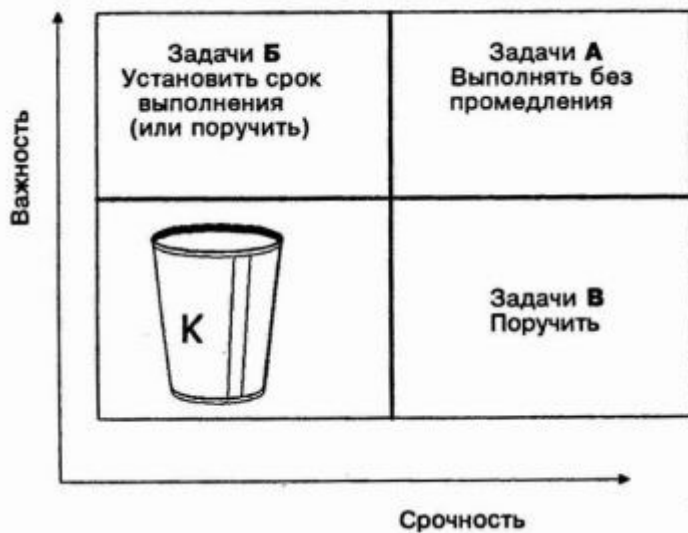 Задачи Б
Установить срок
выполнения
(или поручить)
Задачи А
Выполнять без
промедления
Важность
К
Задачи В
Поручить
Срочность